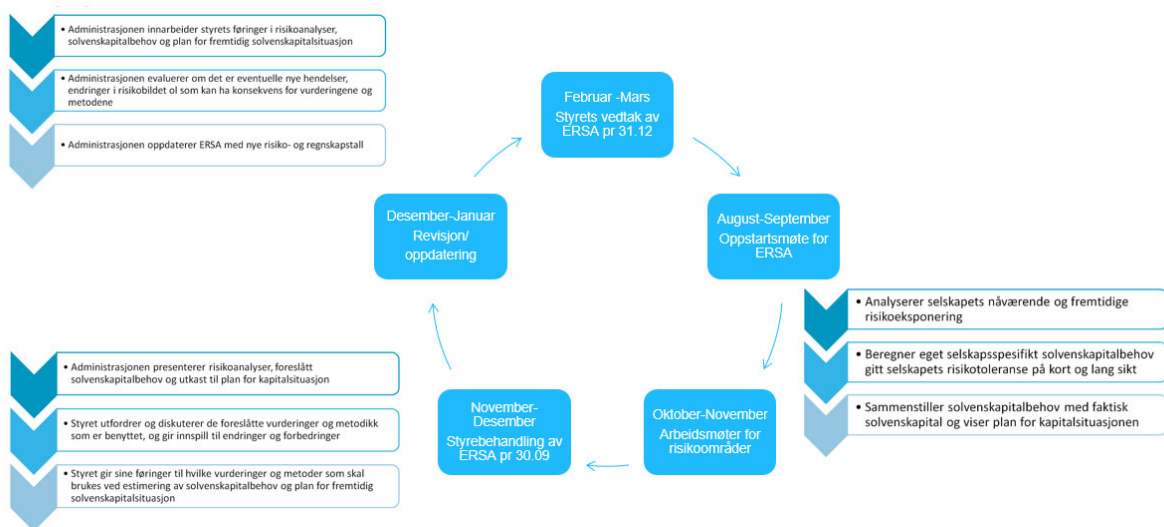 • Administrasjonen innarbeider styrets føringer i risikoanalyser,
solvenskapitalbehov og plan for fremtidig solvenskapitalsituasjon
• Administrasjonen evaluerer om det er eventuelle nye hendelser,
endringer i risikobildet ol som kan ha konsekvens for vurderingene og
metodene
• Administrasjonen oppdaterer ERSA med nye risiko- og regnskapstall
Februar -Mars
Styrets vedtak av
ERSA pr 31.12
Desember-Januar
Revisjon/
oppdatering
August-September
Oppstartsmøte for
ERSA
• Analyserer selskapets nåværende og fremtidige
risikoeksponering
• Beregner eget selskapsspesifikt solvenskapitalbehov
gitt selskapets risikotoleranse på kort og lang sikt
• Sammenstiller solvenskapitalbehov med faktisk
solvenskapital og viser plan for kapitalsituasjonen
• Administrasjonen presenterer risikoanalyser, foreslått
solvenskapitalbehov og utkast til plan for kapitalsituasjon
• Styret utfordrer og diskuterer de foreslåtte vurderinger og metodikk
som er benyttet, og gir innspill til endringer og forbedringer
• Styret gir sine føringer til hvilke vurderinger og metoder som skal
brukes ved estimering av solvenskapitalbehov og plan for fremtidig
solvenskapitalsituasjon
November-
Desember
Styrebehandling av
ERSA pr 30.09
Oktober-November
Arbeidsmøter for
risikoområder